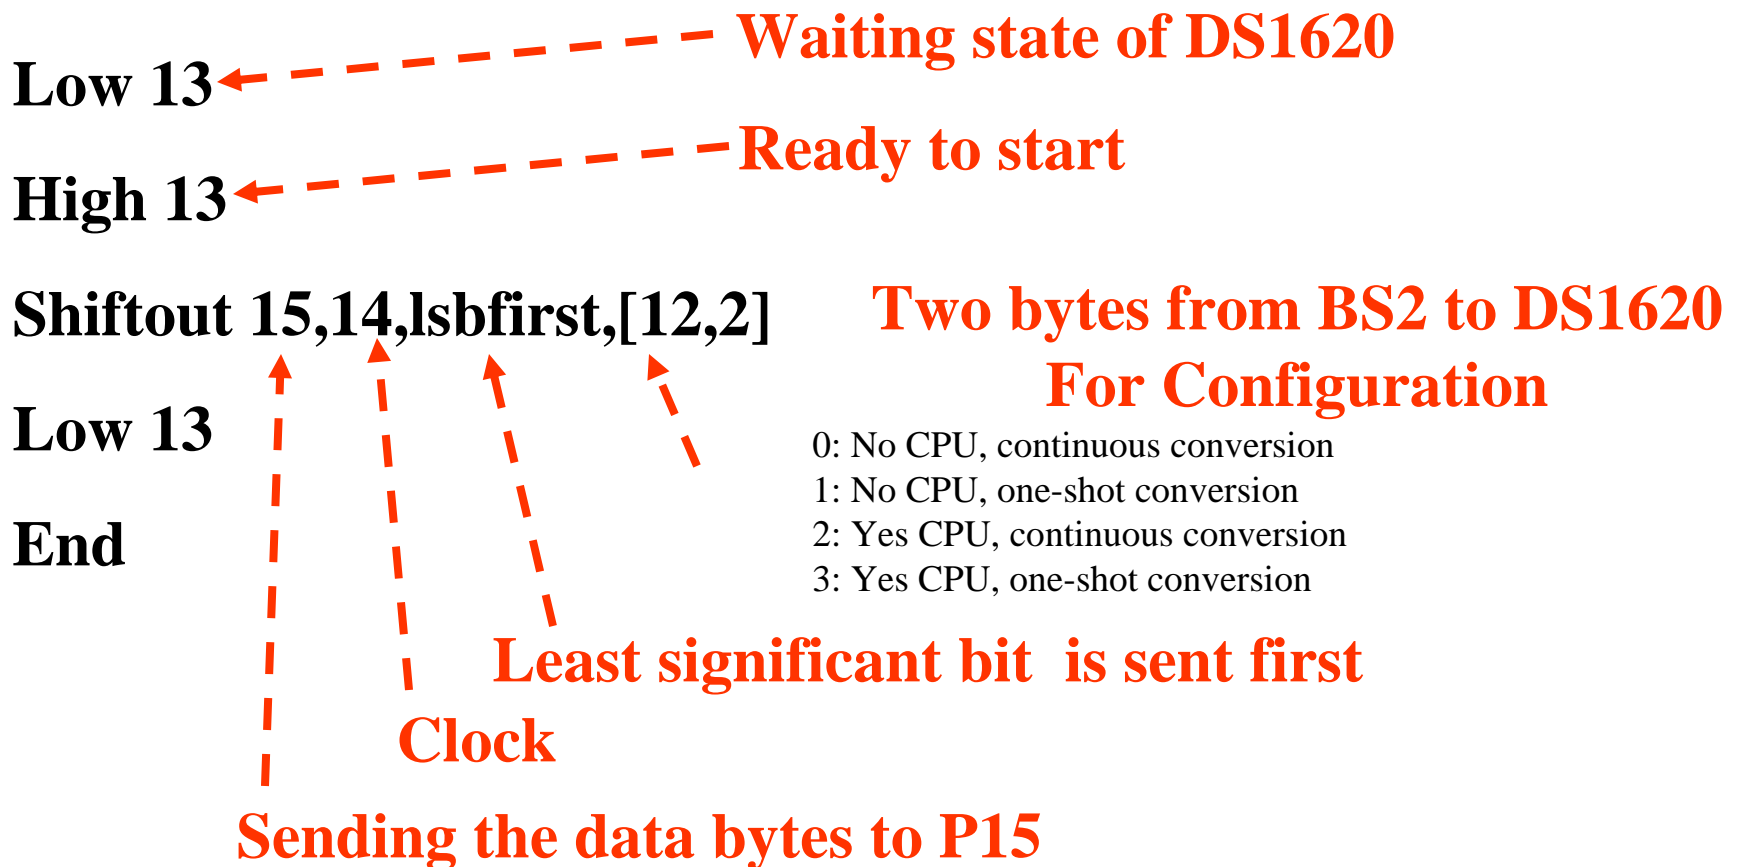 Waiting state of DS1620
Low 13
Ready to start
High 13
Shiftout 15,14,lsbfirst,[12,2]
Two bytes from BS2 to DS1620
For Configuration
Low 13
0: No CPU, continuous conversion
1: No CPU, one-shot conversion
2: Yes CPU, continuous conversion
3: Yes CPU, one-shot conversion
End
Least significant bit  is sent first
Clock
Sending the data bytes to P15